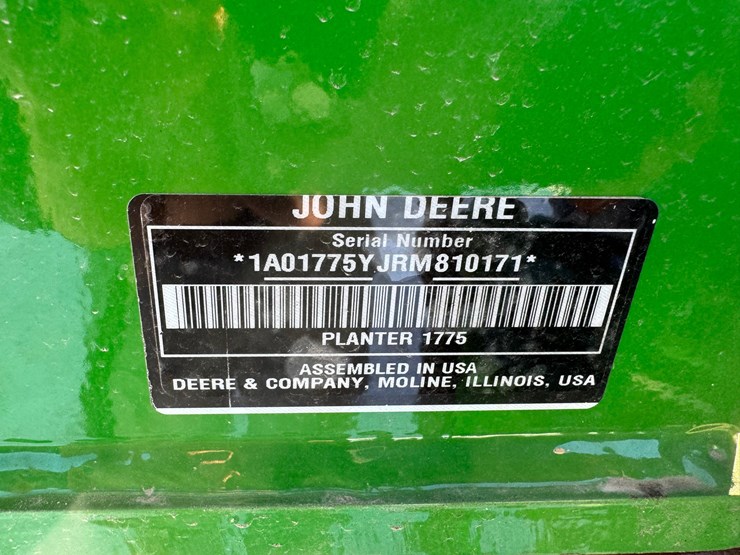 JOHN DEERE
Serial Number
*1A01775YJRM810171*
PLANTER 1775
ASSEMBLED IN USA
DEERE & COMPANY, MOLINE, ILLINOIS, USA